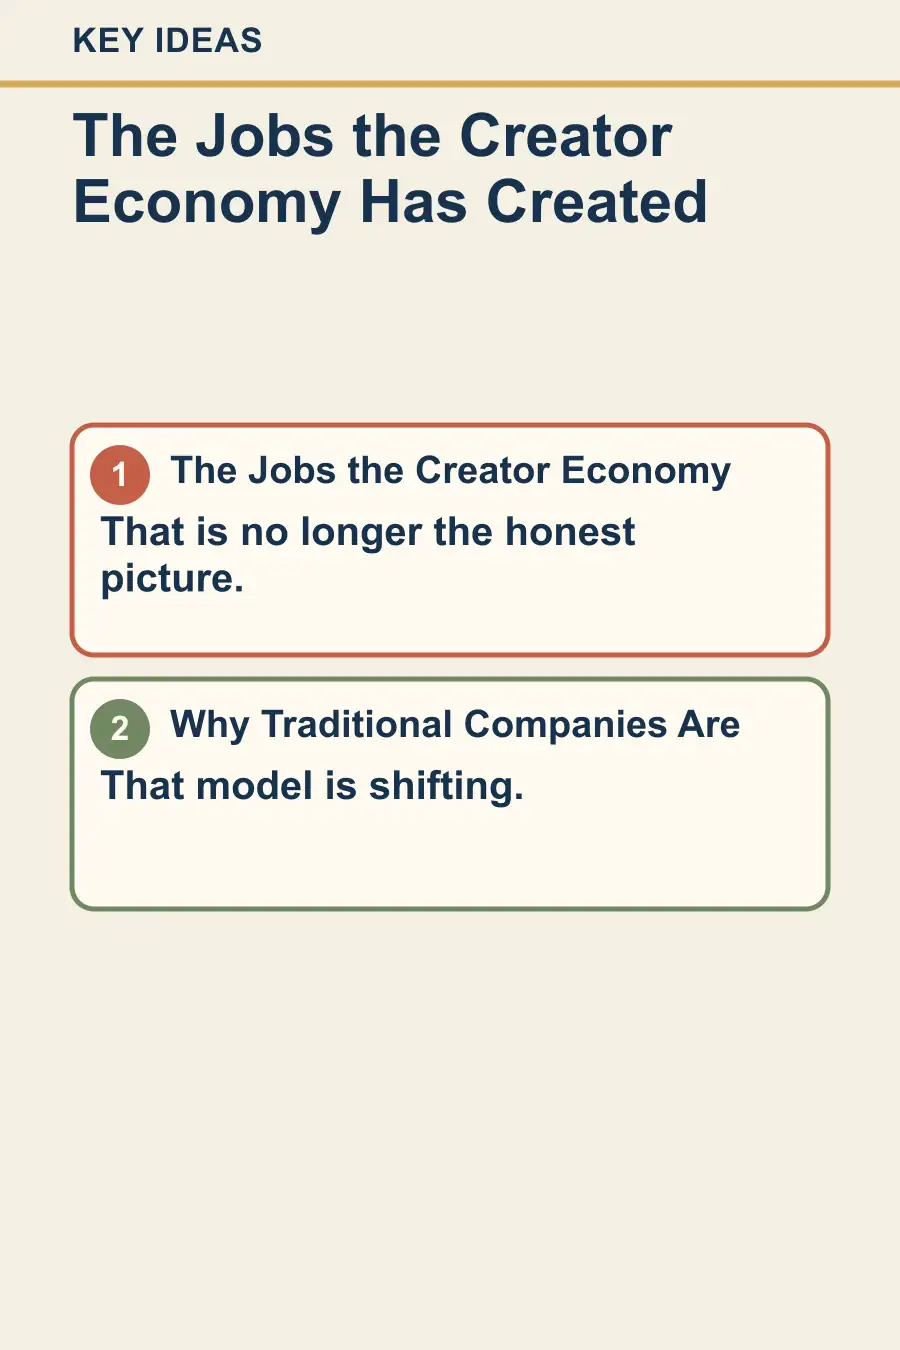 KEY IDEAS
The Jobs the Creator
Economy Has Created
1 The Jobs the Creator Economy
That is no longer the honest
picture.
2 Why Traditional Companies Are
That model is shifting.